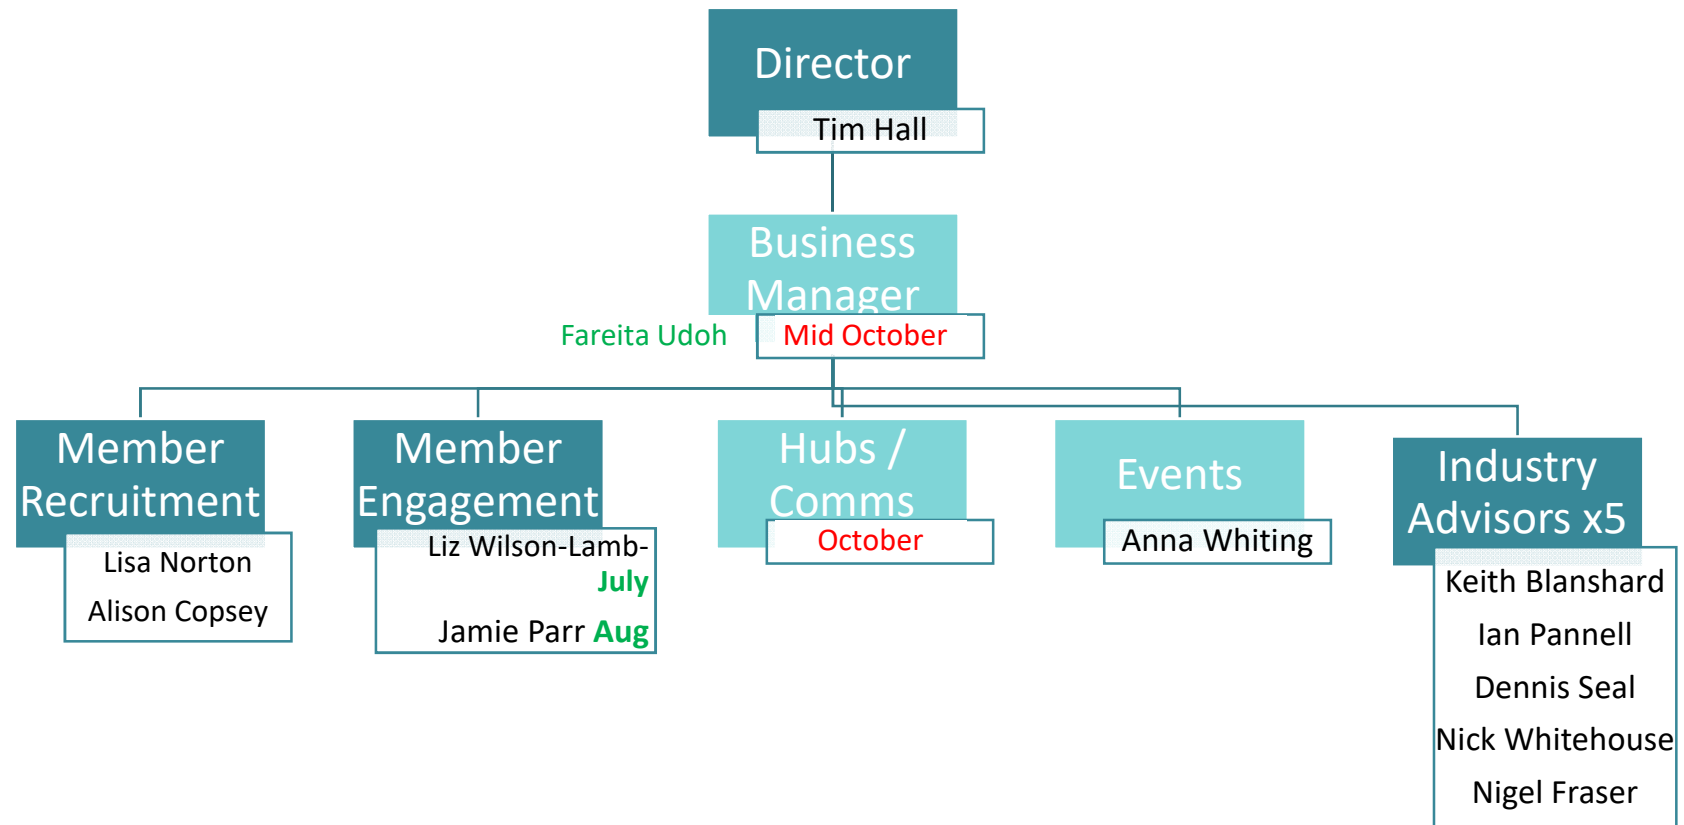 Director
Tim Hall
Business
Manager
Fareita Udoh
Mid October
Member
Recruitment
Lisa Norton
Alison Copsey
Member
Engagement
Liz Wilson-Lamb-
July
Jamie Parr Aug
Hubs /
Comms
October
Events
Anna Whiting
Industry
Advisors x5
Keith Blanshard
Ian Pannell
Dennis Seal
Nick Whitehouse
Nigel Fraser